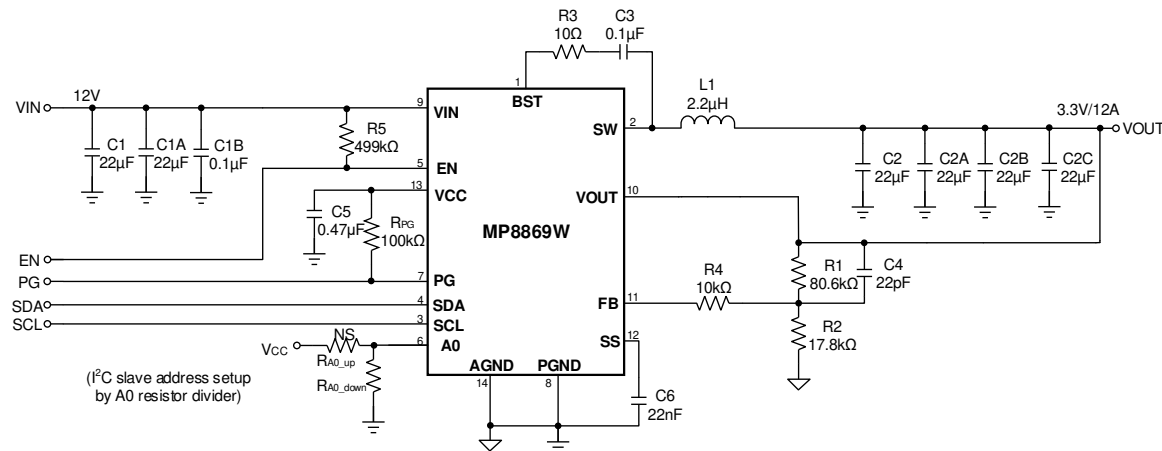 R3
10Ω
C3
0.1µF
1
BST
VIN
12V
9
VIN
C1
22µF
C1A
22µF
C1B
0.1µF
R5
499kΩ
5
EN
13
VCC
C5
0.47µF
RPG
100kΩ
EN
PG
7
PG
SDA
4
SDA
SCL
3
SCL
VCC
NS
6
A0
RA0_up
RA0_down
(I²C slave address setup
by A0 resistor divider)
MP8869W
SW
2
L1
2.2µH
3.3V/12A
VOUT
C2
22µF
C2A
22µF
C2B
22µF
C2C
22µF
VOUT
10
R1
80.6kΩ
C4
22pF
FB
11
R4
10kΩ
R2
17.8kΩ
SS
12
C6
22nF
AGND
14
PGND
8